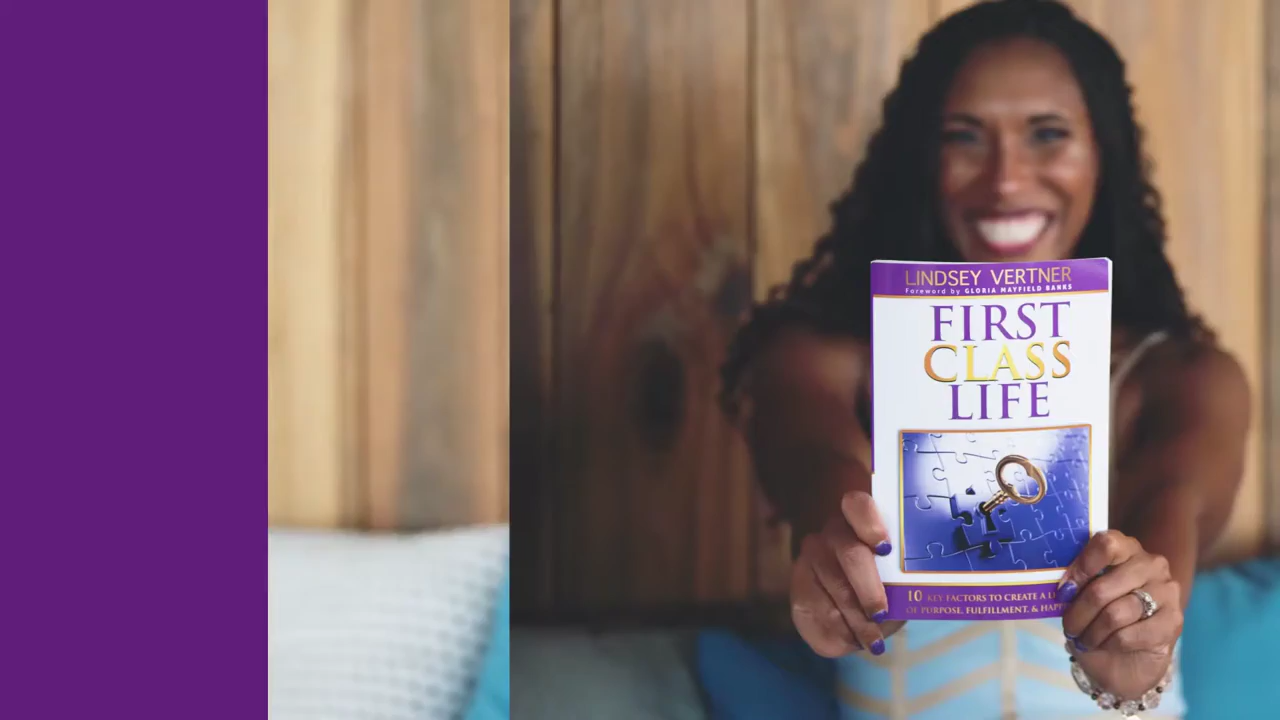 LINDSEY VERTNER
Foreword by GLORIA MAYFIELD BANKS
FIRST
CLASS
LIFE
10 KEY FACTORS TO CREATE A
OF PURPOSE, FULFILLMENT, &